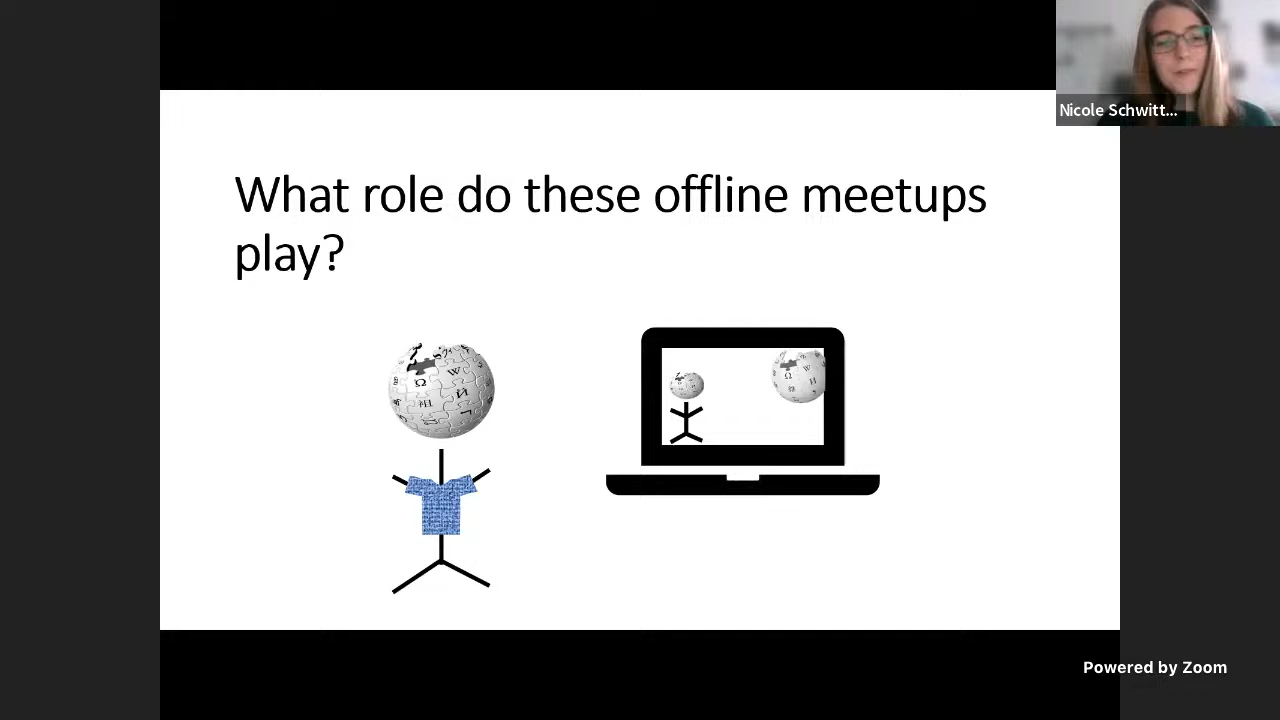 Nicole Schwitt...
What role do these offline meetups
play?
Powered by Zoom